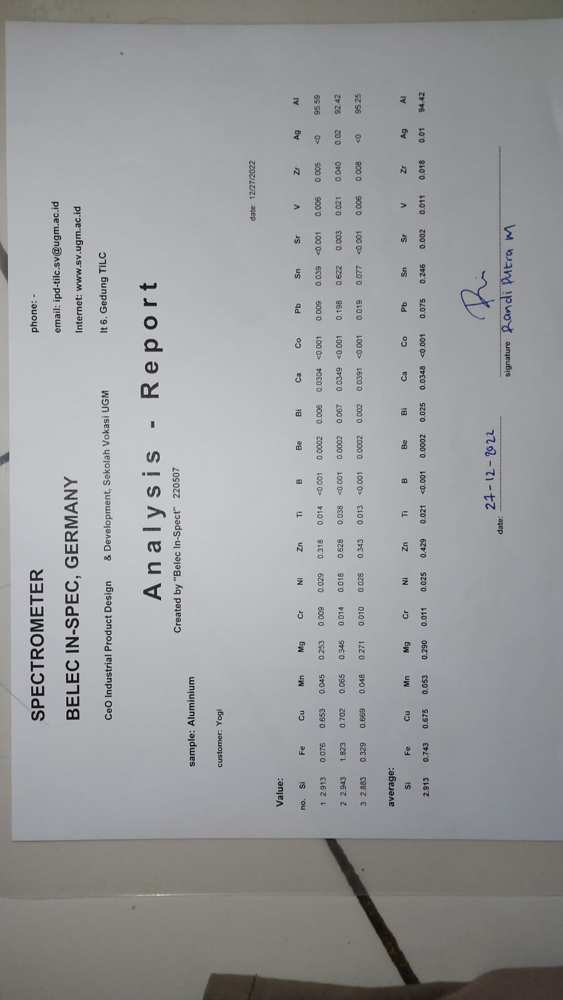 SPECTROMETER phone: -
BELEC IN-SPEC, GERMANY email: ipd-tilc.sv@ugm.ac.id
Internet: www.sv.ugm.ac.id
CeO Industrial Product Design & Development, Sekolah Vokasi UGM lt 6. Gedung TILC
Analysis - Report
Created by "Belec In-Spect" 220507
sample: Aluminium
customer: Yogi
date: 12/27/2022
Value:
no. Si Fe Cu Mn Mg Cr Ni Zn Ti B Be Bi Ca Co Pb Sn Sr V Zr Ag Al
1 2.913 0.076 0.653 0.045 0.253 0.009 0.029 0.318 0.014 <0.001 0.0002 0.006 0.0304 <0.001 0.009 0.039 <0.001 0.006 0.005 <0 95.59
2 2.943 1.823 0.702 0.065 0.346 0.014 0.018 0.628 0.038 <0.001 0.0002 0.067 0.0349 <0.001 0.198 0.622 0.003 0.021 0.040 0.02 92.42
3 2.883 0.329 0.669 0.048 0.271 0.010 0.028 0.343 0.013 <0.001 0.0002 0.002 0.0391 <0.001 0.019 0.077 <0.001 0.006 0.008 <0 95.25
average:
Si Fe Cu Mn Mg Cr Ni Zn Ti B Be Bi Ca Co Pb Sn Sr V Zr Ag Al
2.913 0.743 0.675 0.053 0.290 0.011 0.025 0.429 0.021 <0.001 0.0002 0.025 0.0348 <0.001 0.075 0.246 0.002 0.011 0.018 0.01 94.42
date: 27-12-2022
signature Randi Putra M